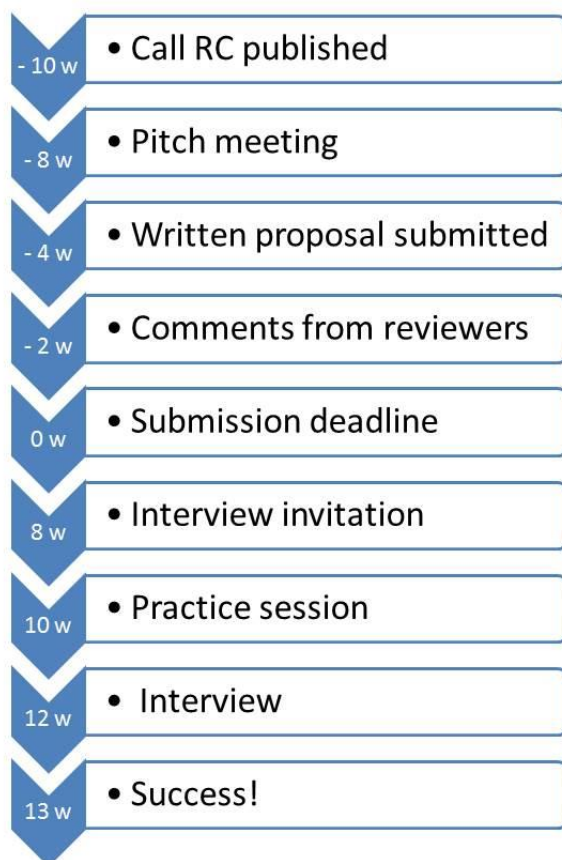 - 10 w
• Call RC published
- 8 w
• Pitch meeting
- 4 w
• Written proposal submitted
- 2 w
• Comments from reviewers
0 w
• Submission deadline
8 w
• Interview invitation
10 w
• Practice session
12 w
• Interview
13 w
• Success!